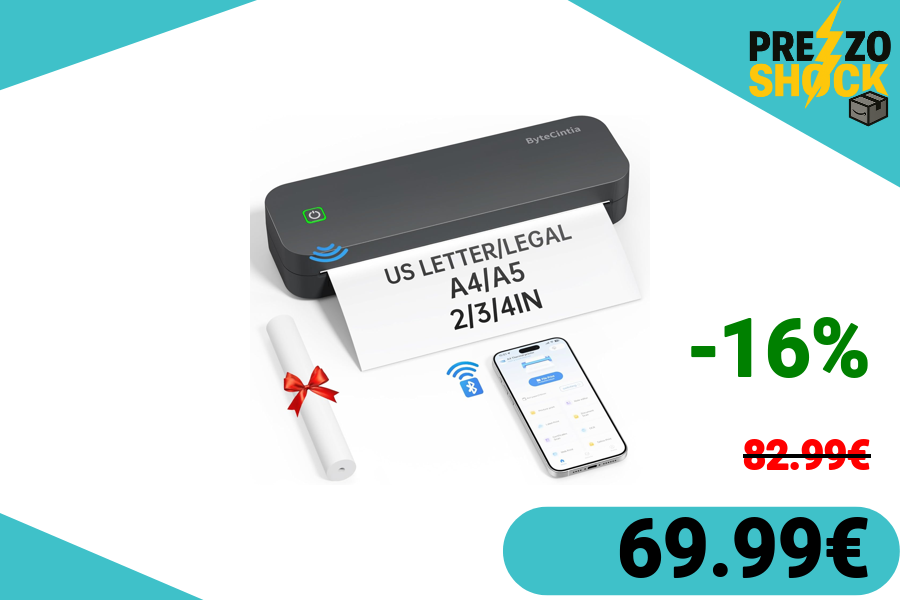 PREZZO
SHOCK
ByteCintia
US LETTER/LEGAL
A4/A5
2/3/4IN
-16%
82.99€
69.99€